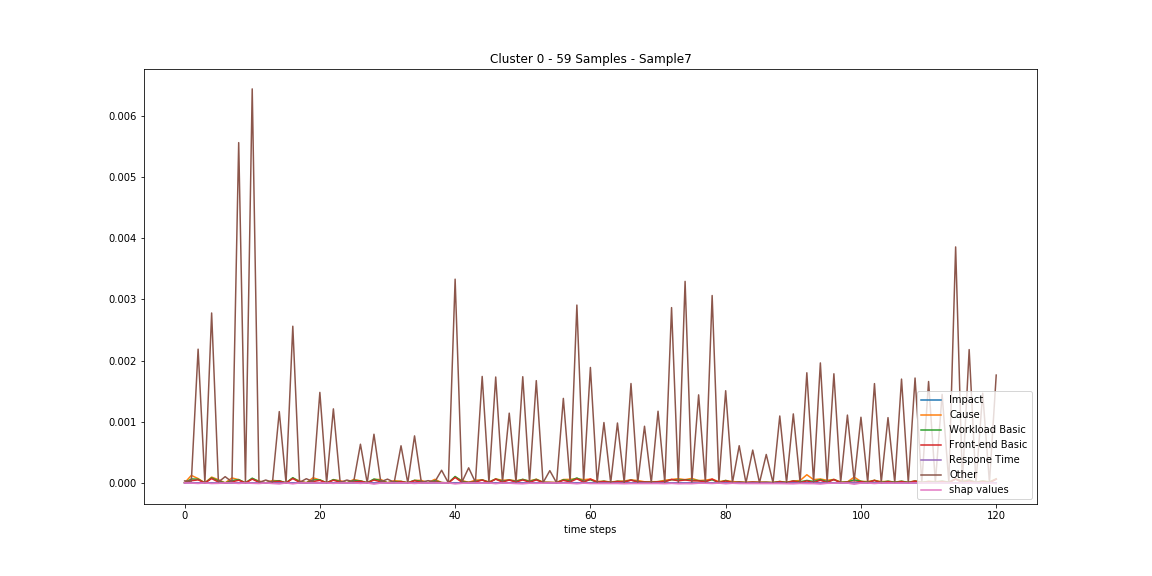 Cluster 0 - 59 Samples - Sample7
0.006
0.005
0.004
0.003
0.002
0.001
0.000
Impact
Cause
Workload Basic
Front-end Basic
Respone Time
Other
shap values
0 20 40 60 80 100 120
time steps